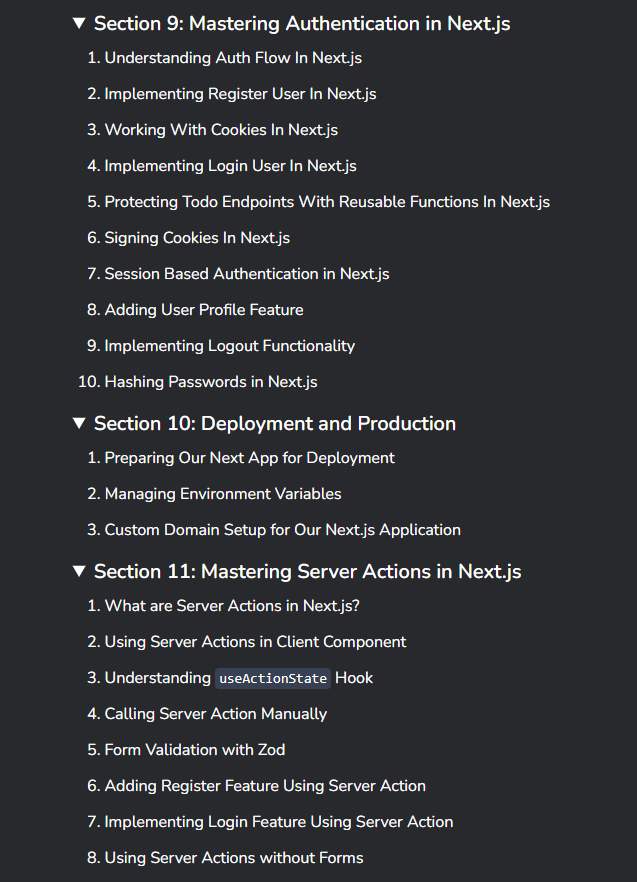 Section 9: Mastering Authentication in Next.js
1. Understanding Auth Flow In Next.js
2. Implementing Register User In Next.js
3. Working With Cookies In Next.js
4. Implementing Login User In Next.js
5. Protecting Todo Endpoints With Reusable Functions In Next.js
6. Signing Cookies In Next.js
7. Session Based Authentication in Next.js
8. Adding User Profile Feature
9. Implementing Logout Functionality
10. Hashing Passwords in Next.js
Section 10: Deployment and Production
1. Preparing Our Next App for Deployment
2. Managing Environment Variables
3. Custom Domain Setup for Our Next.js Application
Section 11: Mastering Server Actions in Next.js
1. What are Server Actions in Next.js?
2. Using Server Actions in Client Component
3. Understanding useActionState Hook
4. Calling Server Action Manually
5. Form Validation with Zod
6. Adding Register Feature Using Server Action
7. Implementing Login Feature Using Server Action
8. Using Server Actions without Forms